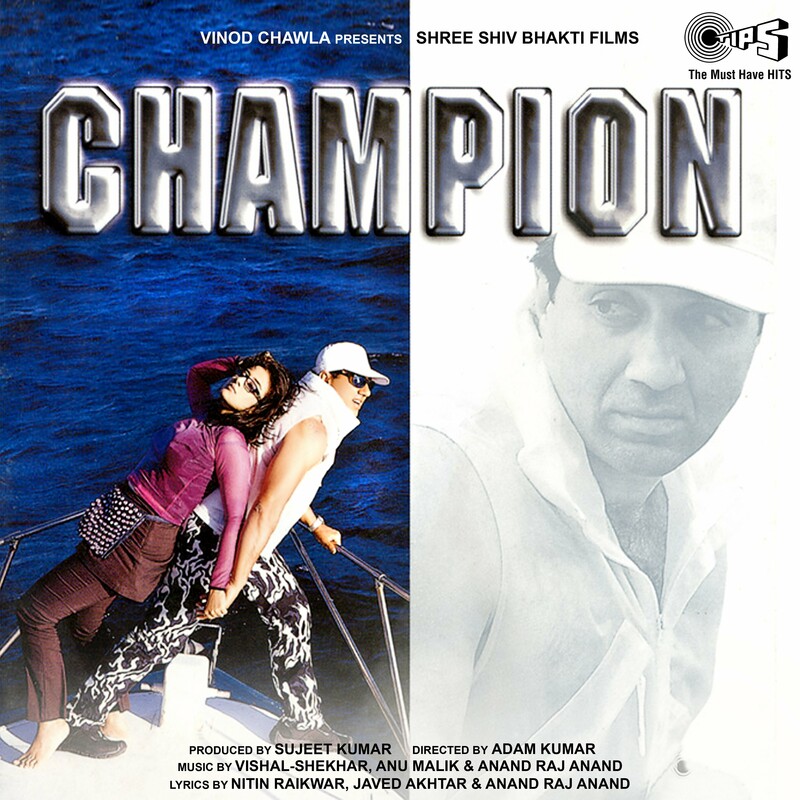 VINOD CHAWLA PRESENTS SHREE SHIV BHAKTI FILMS
TIPS
The Must Have HITS
CHAMPION
PRODUCED BY SUJEET KUMAR DIRECTED BY ADAM KUMAR
MUSIC BY VISHAL-SHEKHAR, ANU MALIK & ANAND RAJ ANAND
LYRICS BY NITIN RAIKWAR, JAVED AKHTAR & ANAND RAJ ANAND